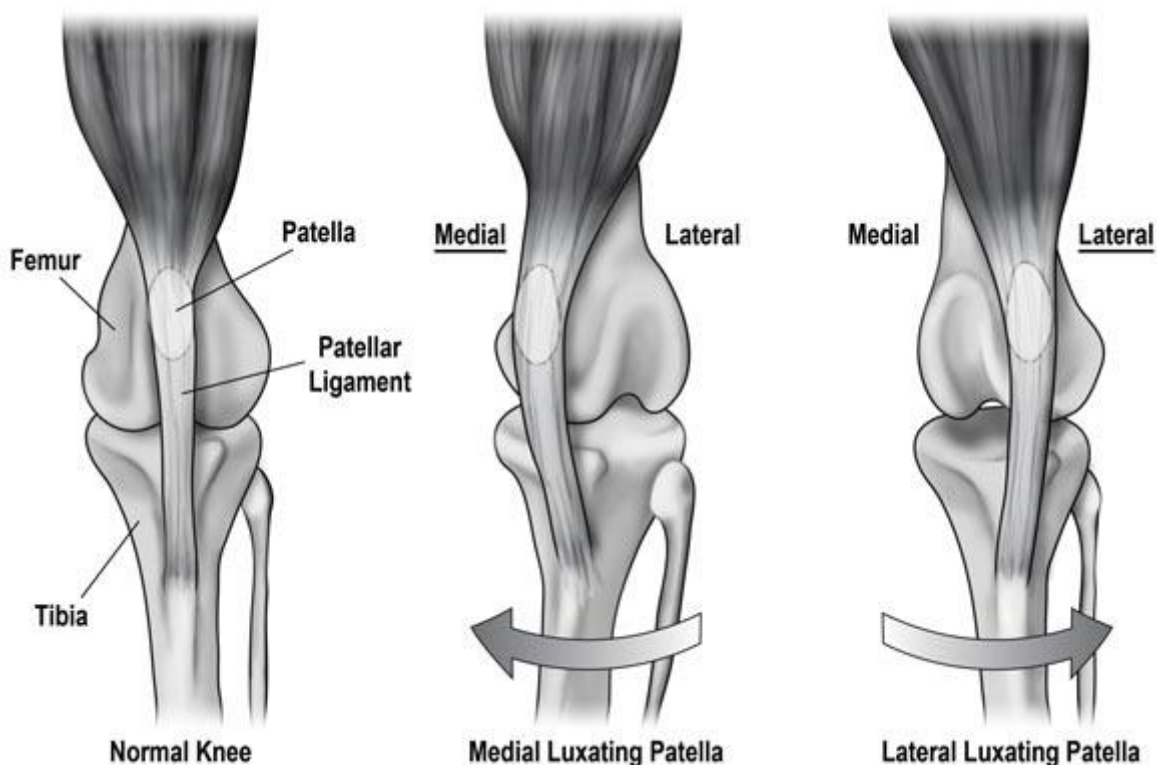 Patella
Femur
Patellar
Ligament
Tibia
Normal Knee
Medial
Lateral
Medial Luxating Patella
Medial
Lateral
Lateral Luxating Patella